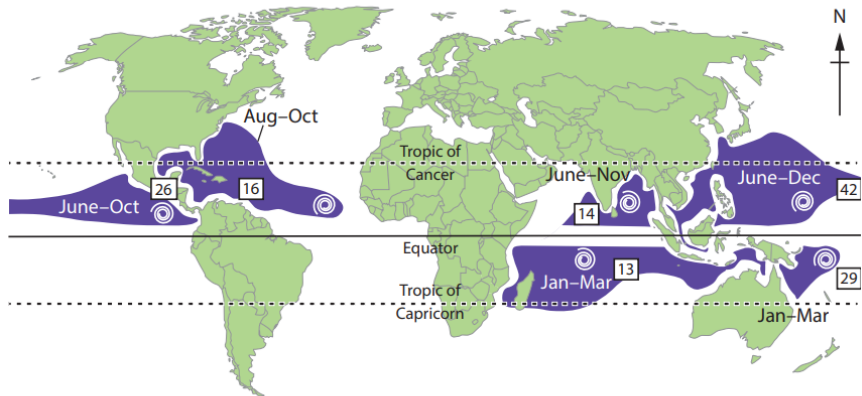 N
Aug–Oct
Tropic of
Cancer
June–Nov
June–Dec
26
16
42
June–Oct
14
Equator
13
Jan–Mar
29
Tropic of
Capricorn
Jan–Mar